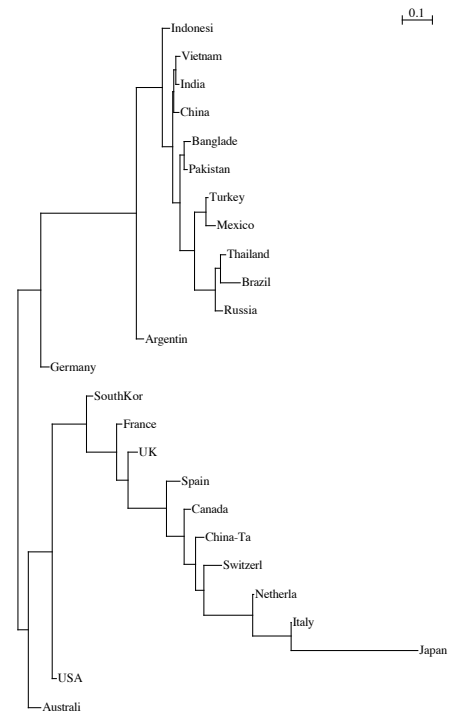 0.1
Indonesi
Vietnam
India
China
Banglade
Pakistan
Turkey
Mexico
Thailand
Brazil
Russia
Argentin
Germany
SouthKor
France
UK
Spain
Canada
China-Ta
Switzerl
Netherla
Italy
Japan
USA
Australi